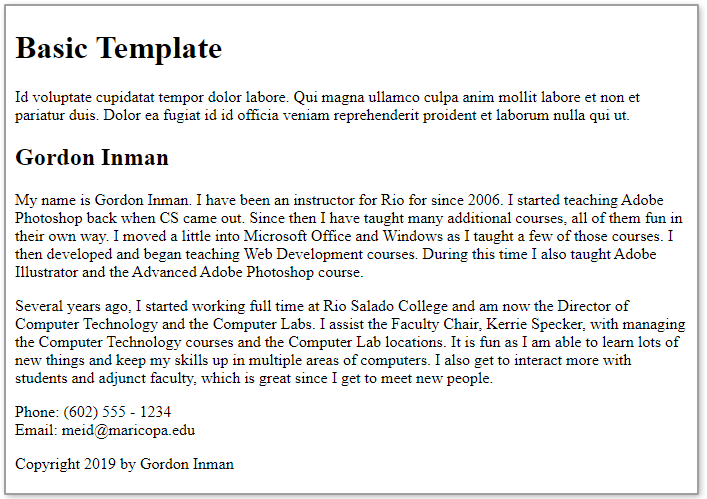 Basic Template
Id voluptate cupidatat tempor dolor labore. Qui magna ullamco culpa anim mollit labore et non et
pariatur duis. Dolor ea fugiat id id officia veniam reprehenderit proident et laborum nulla qui ut.
Gordon Inman
My name is Gordon Inman. I have been an instructor for Rio for since 2006. I started teaching Adobe
Photoshop back when CS came out. Since then I have taught many additional courses, all of them fun in
their own way. I moved a little into Microsoft Office and Windows as I taught a few of those courses. I
then developed and began teaching Web Development courses. During this time I also taught Adobe
Illustrator and the Advanced Adobe Photoshop course.
Several years ago, I started working full time at Rio Salado College and am now the Director of
Computer Technology and the Computer Labs. I assist the Faculty Chair, Kerrie Specker, with managing
the Computer Technology courses and the Computer Lab locations. It is fun as I am able to learn lots of
new things and keep my skills up in multiple areas of computers. I also get to interact more with
students and adjunct faculty, which is great since I get to meet new people.
Phone: (602) 555 - 1234
Email: meid@maricopa.edu
Copyright 2019 by Gordon Inman